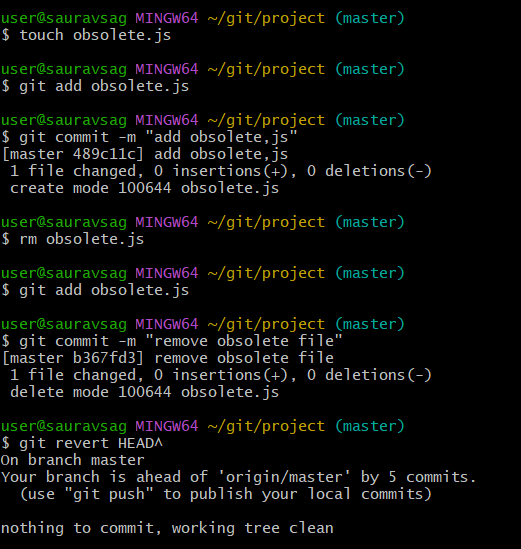 user@sauravsag MINGW64 ~/git/project (master)
$ touch obsolete.js
user@sauravsag MINGW64 ~/git/project (master)
$ git add obsolete.js
user@sauravsag MINGW64 ~/git/project (master)
$ git commit -m "add obsolete,js"
[master 489c11c] add obsolete,js
 1 file changed, 0 insertions(+), 0 deletions(-)
 create mode 100644 obsolete.js
user@sauravsag MINGW64 ~/git/project (master)
$ rm obsolete.js
user@sauravsag MINGW64 ~/git/project (master)
$ git add obsolete.js
user@sauravsag MINGW64 ~/git/project (master)
$ git commit -m "remove obsolete file"
[master b367fd3] remove obsolete file
 1 file changed, 0 insertions(+), 0 deletions(-)
 delete mode 100644 obsolete.js
user@sauravsag MINGW64 ~/git/project (master)
$ git revert HEAD^
On branch master
Your branch is ahead of 'origin/master' by 5 commits.
  (use "git push" to publish your local commits)
nothing to commit, working tree clean